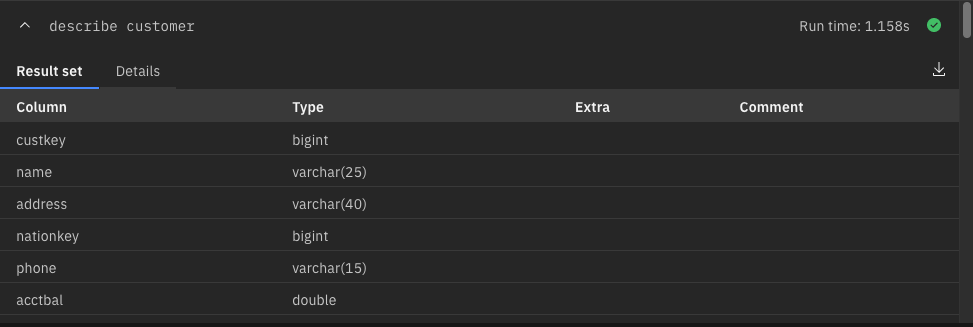 describe customer Run time: 1.158s
Result set Details
Column Type Extra Comment
custkey bigint
name varchar(25)
address varchar(40)
nationkey bigint
phone varchar(15)
acctbal double